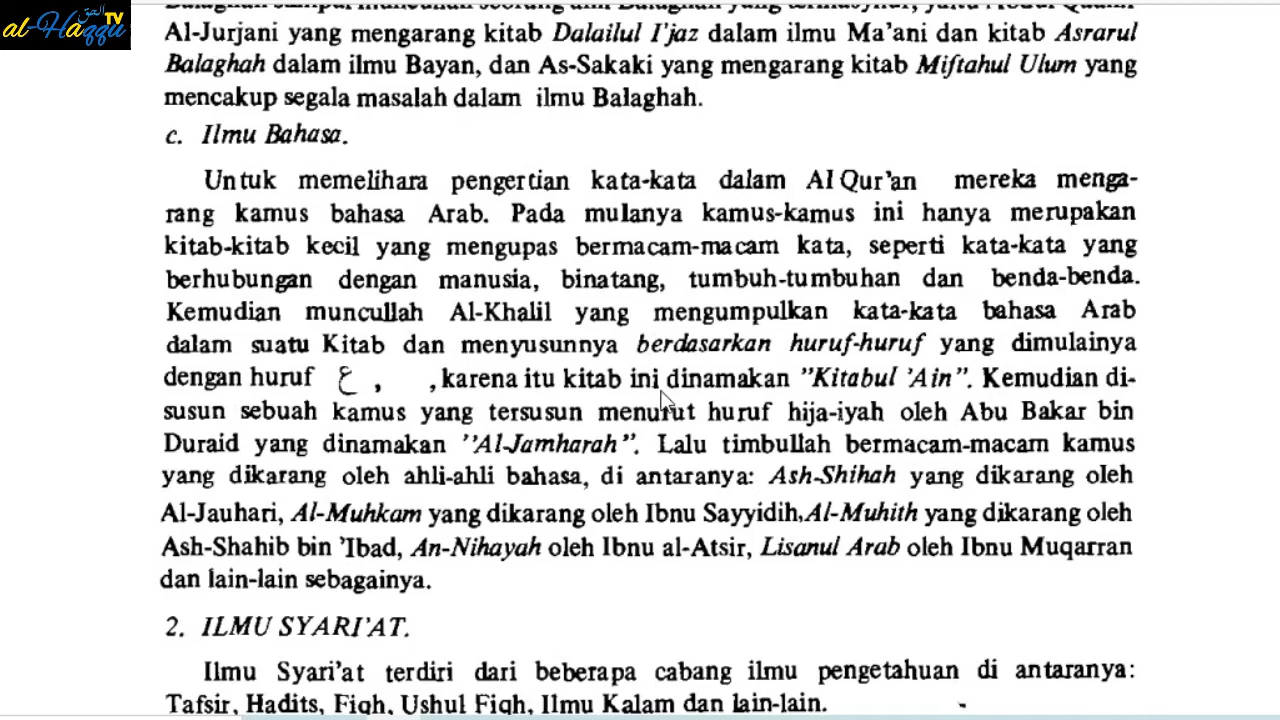 al-Haqqu TV
الحق
Al-Jurjani yang mengarang kitab Dalailul I'jaz dalam ilmu Ma'ani dan kitab Asrarul
Balaghah dalam ilmu Bayan, dan As-Sakaki yang mengarang kitab Miftahul Ulum yang
mencakup segala masalah dalam ilmu Balaghah.
c. Ilmu Bahasa.
Untuk memelihara pengertian kata-kata dalam Al Qur'an mereka menga-
rang kamus bahasa Arab. Pada mulanya kamus-kamus ini hanya merupakan
kitab-kitab kecil yang mengupas bermacam-macam kata, seperti kata-kata yang
berhubungan dengan manusia, binatang, tumbuh-tumbuhan dan benda-benda.
Kemudian muncullah Al-Khalil yang mengumpulkan kata-kata bahasa Arab
dalam suatu Kitab dan menyusunnya berdasarkan huruf-huruf yang dimulainya
dengan huruf ع , , karena itu kitab ini dinamakan "Kitabul 'Ain". Kemudian di-
susun sebuah kamus yang tersusun menurut huruf hija-iyah oleh Abu Bakar bin
Duraid yang dinamakan ''Al-Jamharah''. Lalu timbullah bermacam-macam kamus
yang dikarang oleh ahli-ahli bahasa, di antaranya: Ash-Shihah yang dikarang oleh
Al-Jauhari, Al-Muhkam yang dikarang oleh Ibnu Sayyidih, Al-Muhith yang dikarang oleh
Ash-Shahib bin 'Ibad, An-Nihayah oleh Ibnu al-Atsir, Lisanul Arab oleh Ibnu Muqarran
dan lain-lain sebagainya.
2. ILMU SYARI'AT.
Ilmu Syari'at terdiri dari beberapa cabang ilmu pengetahuan di antaranya:
Tafsir, Hadits, Fiqh, Ushul Fiqh, Ilmu Kalam dan lain-lain.